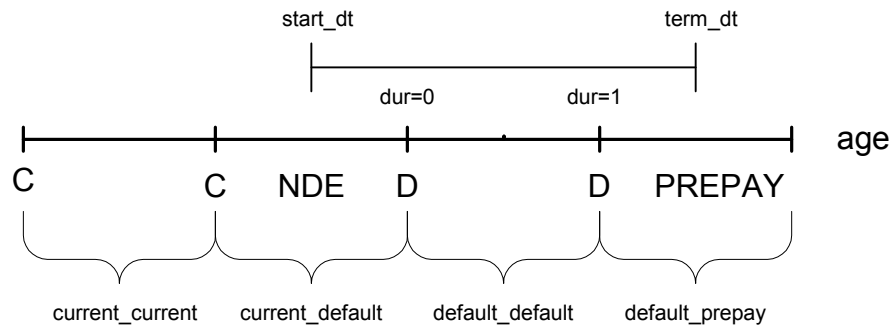 start_dt term_dt
dur=0 dur=1
age
C C NDE D D PREPAY
current_current current_default default_default default_prepay